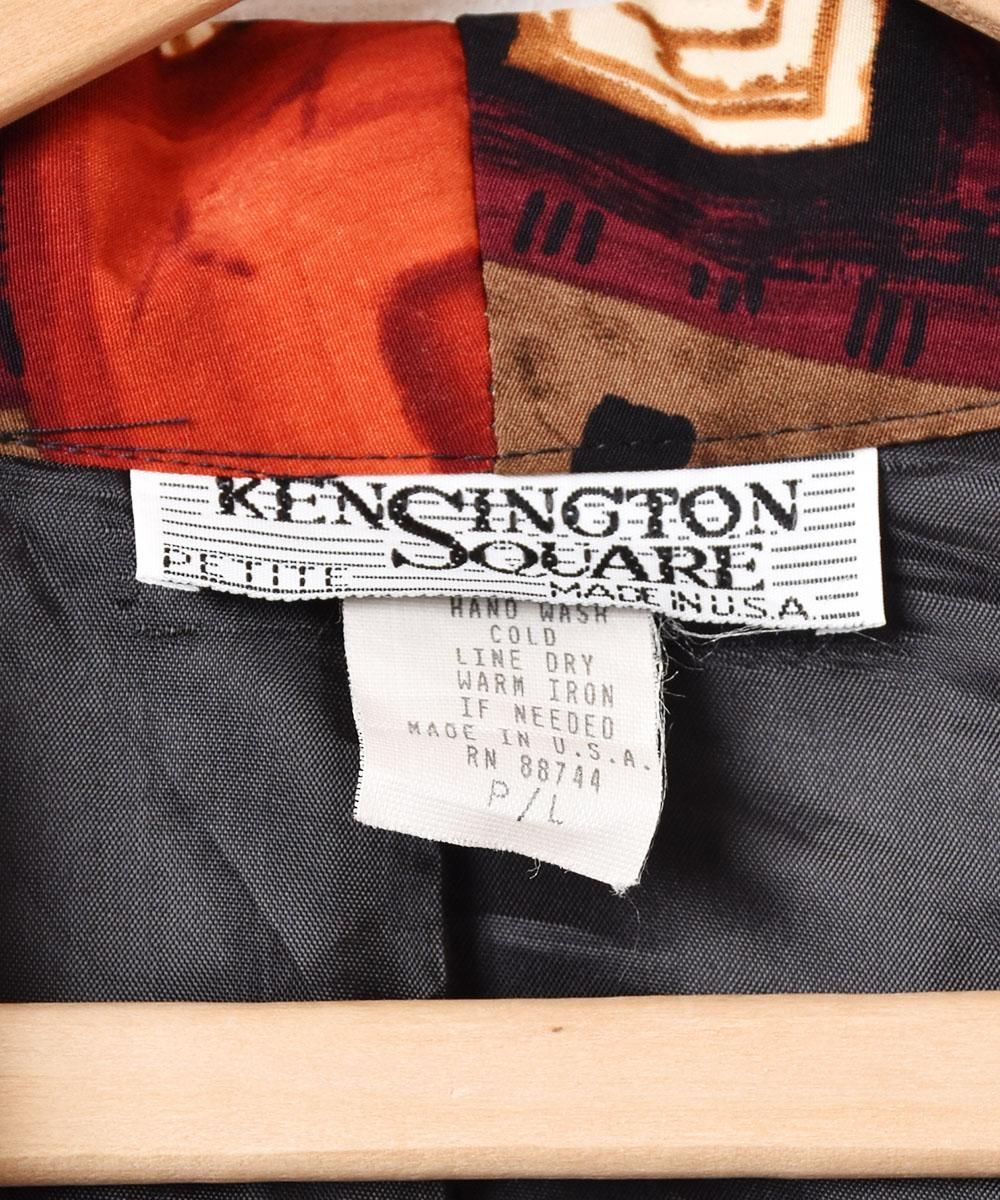 KENSINGTON
SQUARE
PETITE
MADE IN U.S.A.
HAND WASH
COLD
LINE DRY
WARM IRON
IF NEEDED
MADE IN U.S.A.
RN 88744
P/L